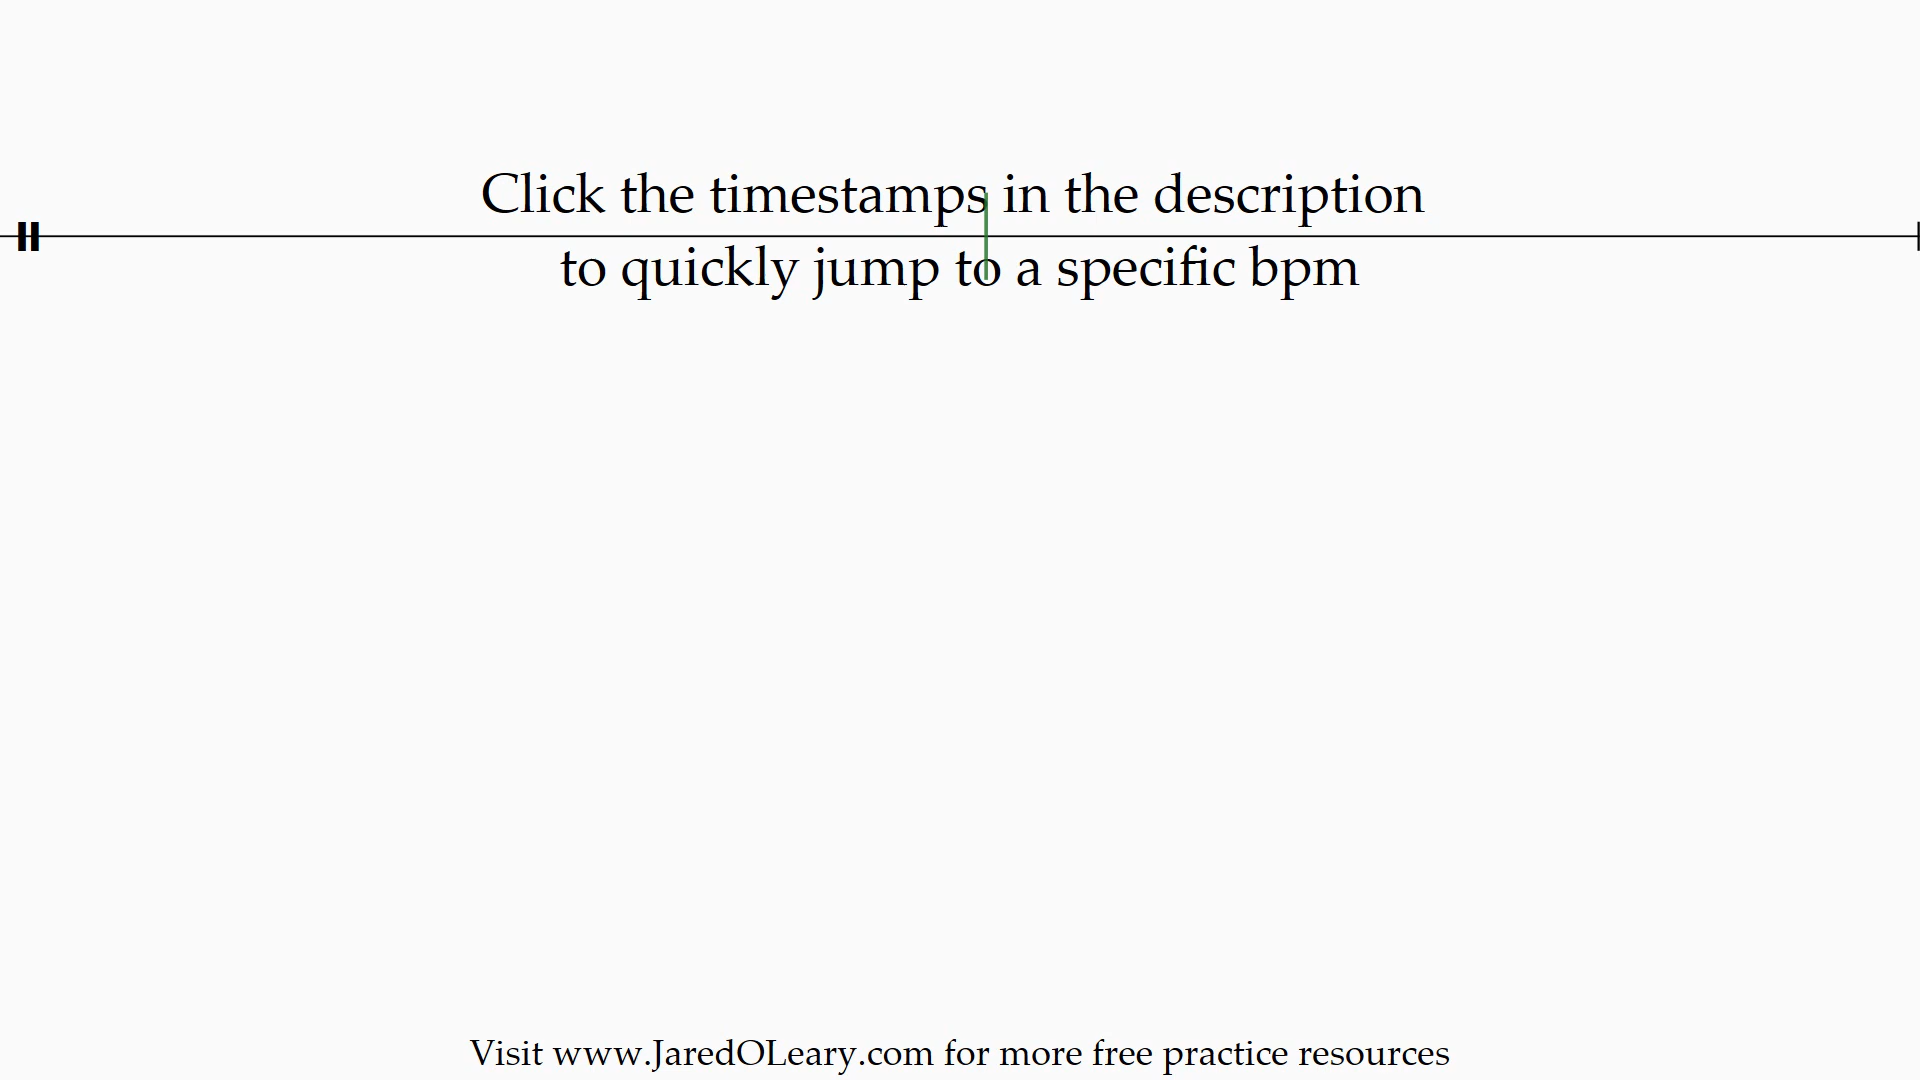 Click the timestamps in the description
to quickly jump to a specific bpm
Visit www.JaredOLeary.com for more free practice resources